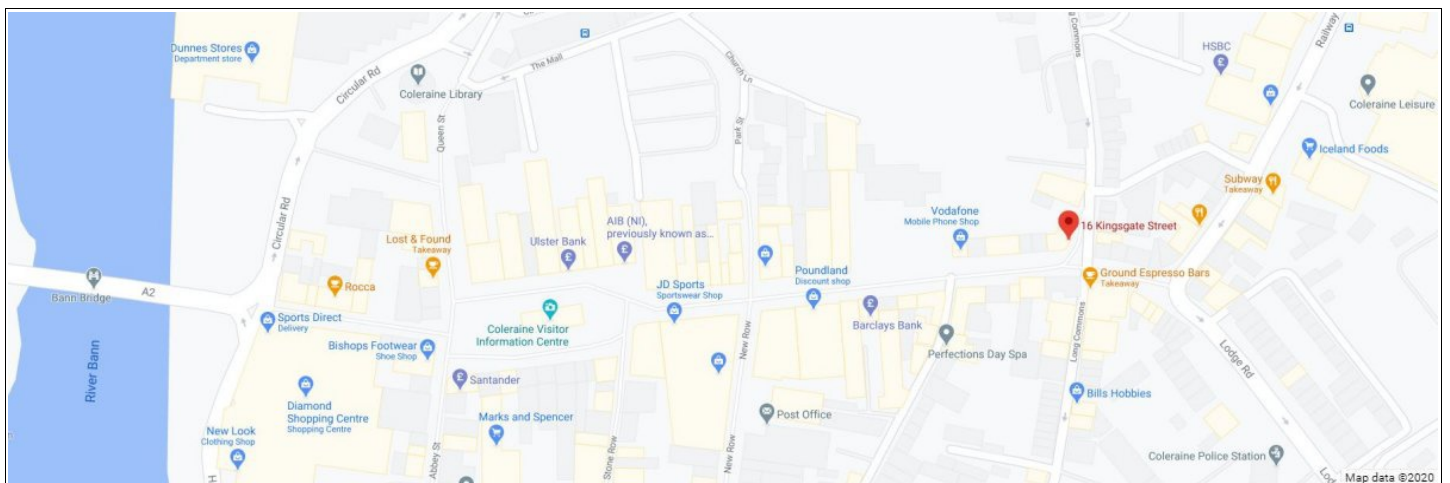 Dunnes Stores
Department store
Circular Rd
Coleraine Library
The Mall
Church Ln
Queen St
Park St
HSBC
Railway
Coleraine Leisure
Iceland Foods
Subway
Takeaway
Circular Rd
Lost & Found
Takeaway
Ulster Bank
AIB (NI),
previously known as...
Vodafone
Mobile Phone Shop
16 Kingsgate Street
A2
Bann Bridge
Rocca
JD Sports
Sportswear Shop
Poundland
Discount shop
Ground Espresso Bars
Takeaway
Sports Direct
Delivery
Coleraine Visitor
Information Centre
Barclays Bank
Bishops Footwear
Shoe Shop
New Row
Perfections Day Spa
Long Commons
Lodge Rd
River Bann
Santander
Diamond
Shopping Centre
Shopping Centre
Bills Hobbies
Marks and Spencer
Post Office
New Look
Clothing Shop
Abbey St
Stone Row
New Row
Coleraine Police Station
Map data ©2020